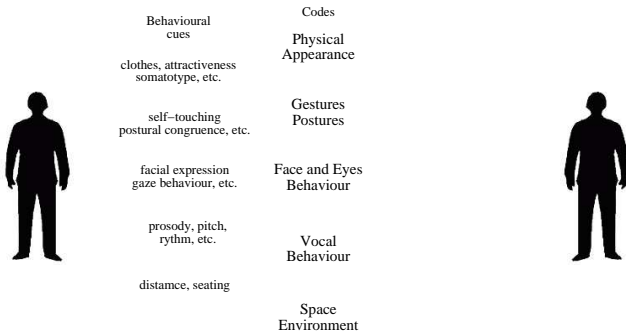 Behavioural
cues
Codes
Physical
Appearance
clothes, attractiveness
somatotype, etc.
Gestures
Postures
self-touching
postural congruence, etc.
Face and Eyes
Behaviour
facial expression
gaze behaviour, etc.
prosody, pitch,
rythm, etc.
Vocal
Behaviour
distamce, seating
Space
Environment